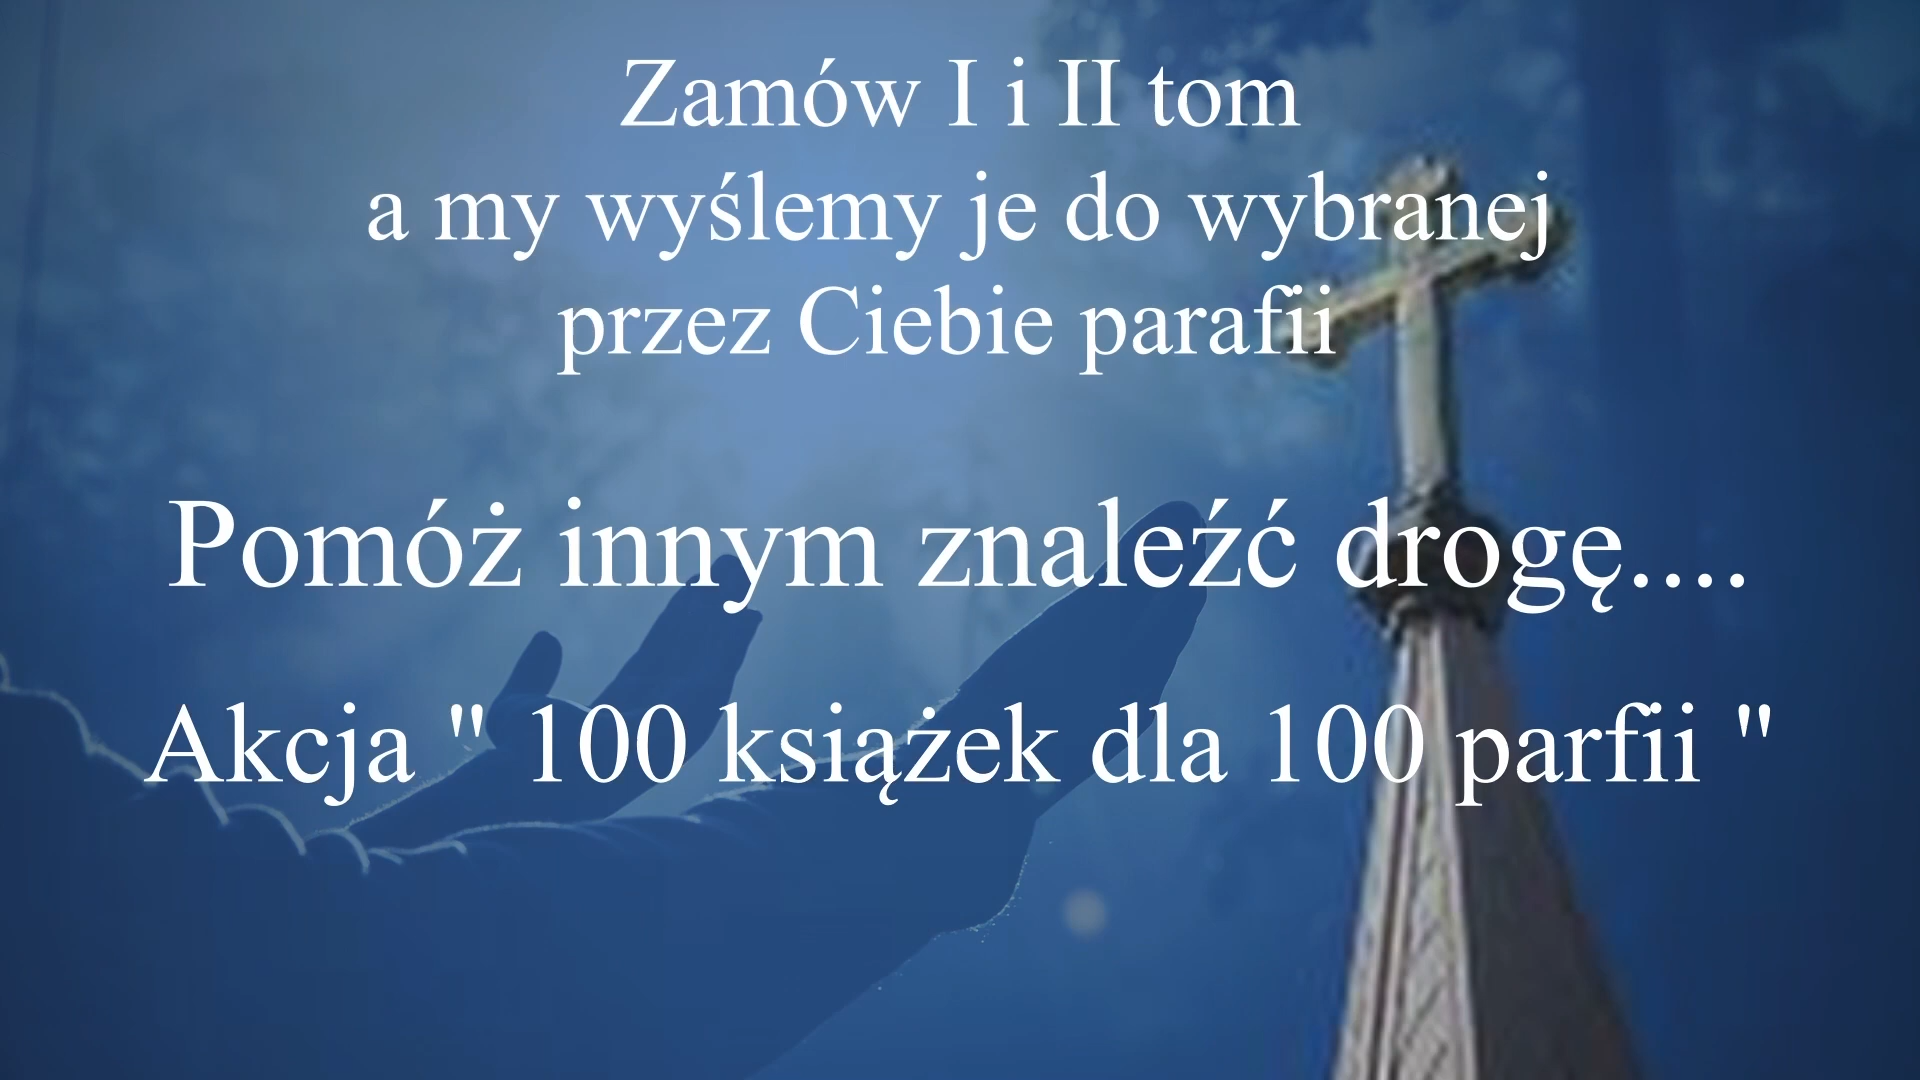 Zamów I i II tom
a my wyślemy je do wybranej
przez Ciebie parafii
Pomóż innym znaleźć drogę....
Akcja " 100 książek dla 100 parfii "